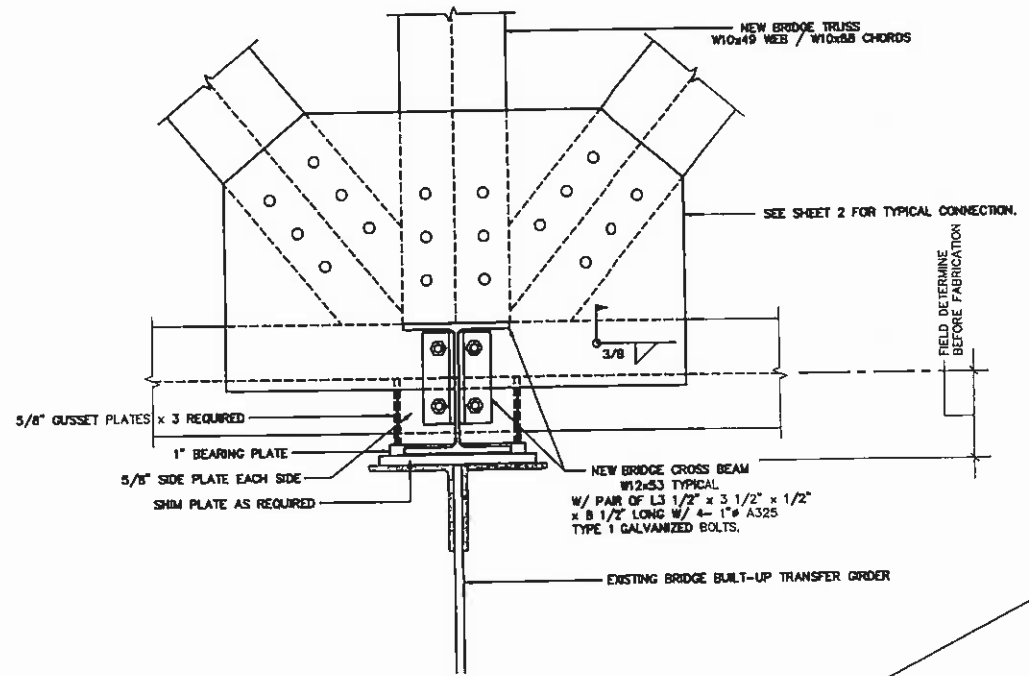 NEW BRIDGE TRUSS
W10x49 WEB / W10x88 CHORDS
SEE SHEET 2 FOR TYPICAL CONNECTION.
FIELD DETERMINE
BEFORE FABRICATION
3/8
5/8" GUSSET PLATES x 3 REQUIRED
1" BEARING PLATE
5/8" SIDE PLATE EACH SIDE
SHIM PLATE AS REQUIRED
NEW BRIDGE CROSS BEAM
W12x53 TYPICAL
W/ PAIR OF L3 1/2" x 3 1/2" x 1/2"
x 8 1/2" LONG W/ 4- 1"ø A325
TYPE 1 GALVANIZED BOLTS.
EXISTING BRIDGE BUILT-UP TRANSFER GIRDER